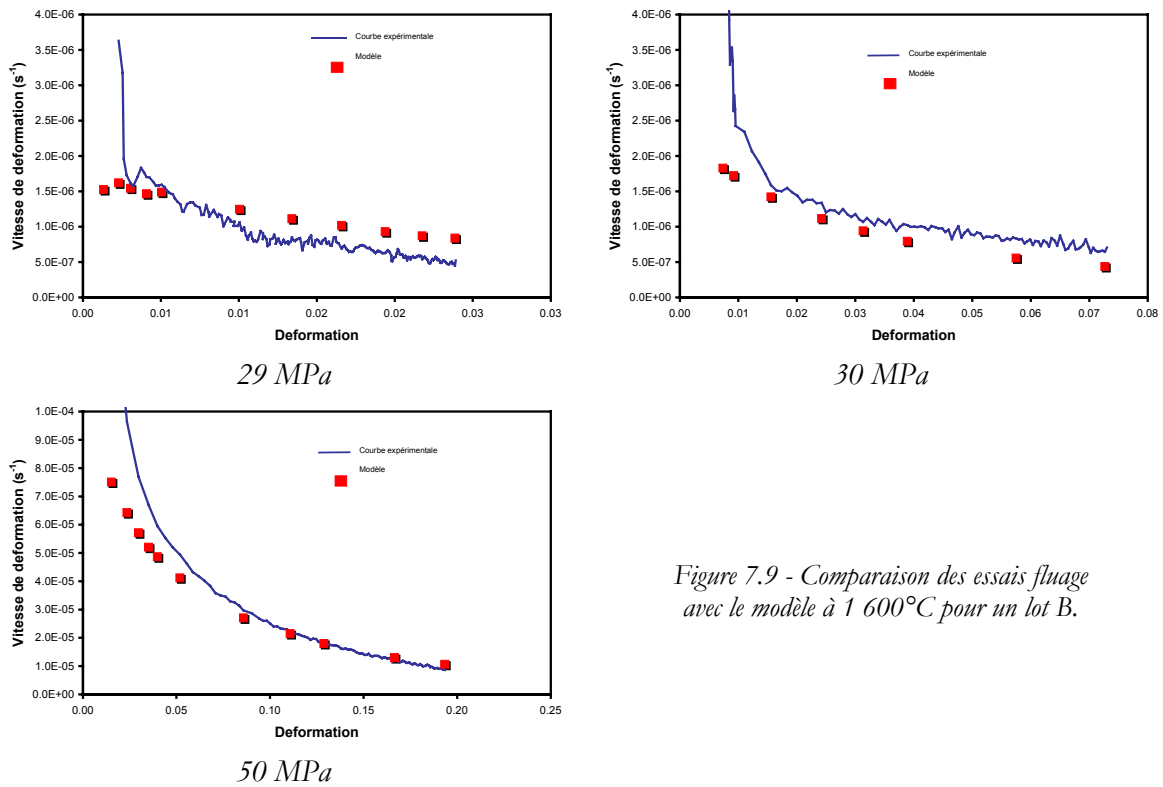 4.0E-06
3.5E-06
3.0E-06
2.5E-06
2.0E-06
1.5E-06
1.0E-06
5.0E-07
0.0E+00
Vitesse de deformation (s-1)
Courbe expérimentale
Modèle
0.00 0.01 0.01 0.02 0.02 0.03 0.03
Deformation
29 MPa
4.0E-06
3.5E-06
3.0E-06
2.5E-06
2.0E-06
1.5E-06
1.0E-06
5.0E-07
0.0E+00
Vitesse de deformation (s-1)
Courbe expérimentale
Modèle
0.00 0.01 0.02 0.03 0.04 0.05 0.06 0.07 0.08
Deformation
30 MPa
1.0E-04
9.0E-05
8.0E-05
7.0E-05
6.0E-05
5.0E-05
4.0E-05
3.0E-05
2.0E-05
1.0E-05
0.0E+00
Vitesse de deformation (s-1)
Courbe expérimentale
Modèle
0.00 0.05 0.10 0.15 0.20 0.25
Deformation
50 MPa
Figure 7.9 - Comparaison des essais fluage
avec le modèle à 1 600°C pour un lot B.